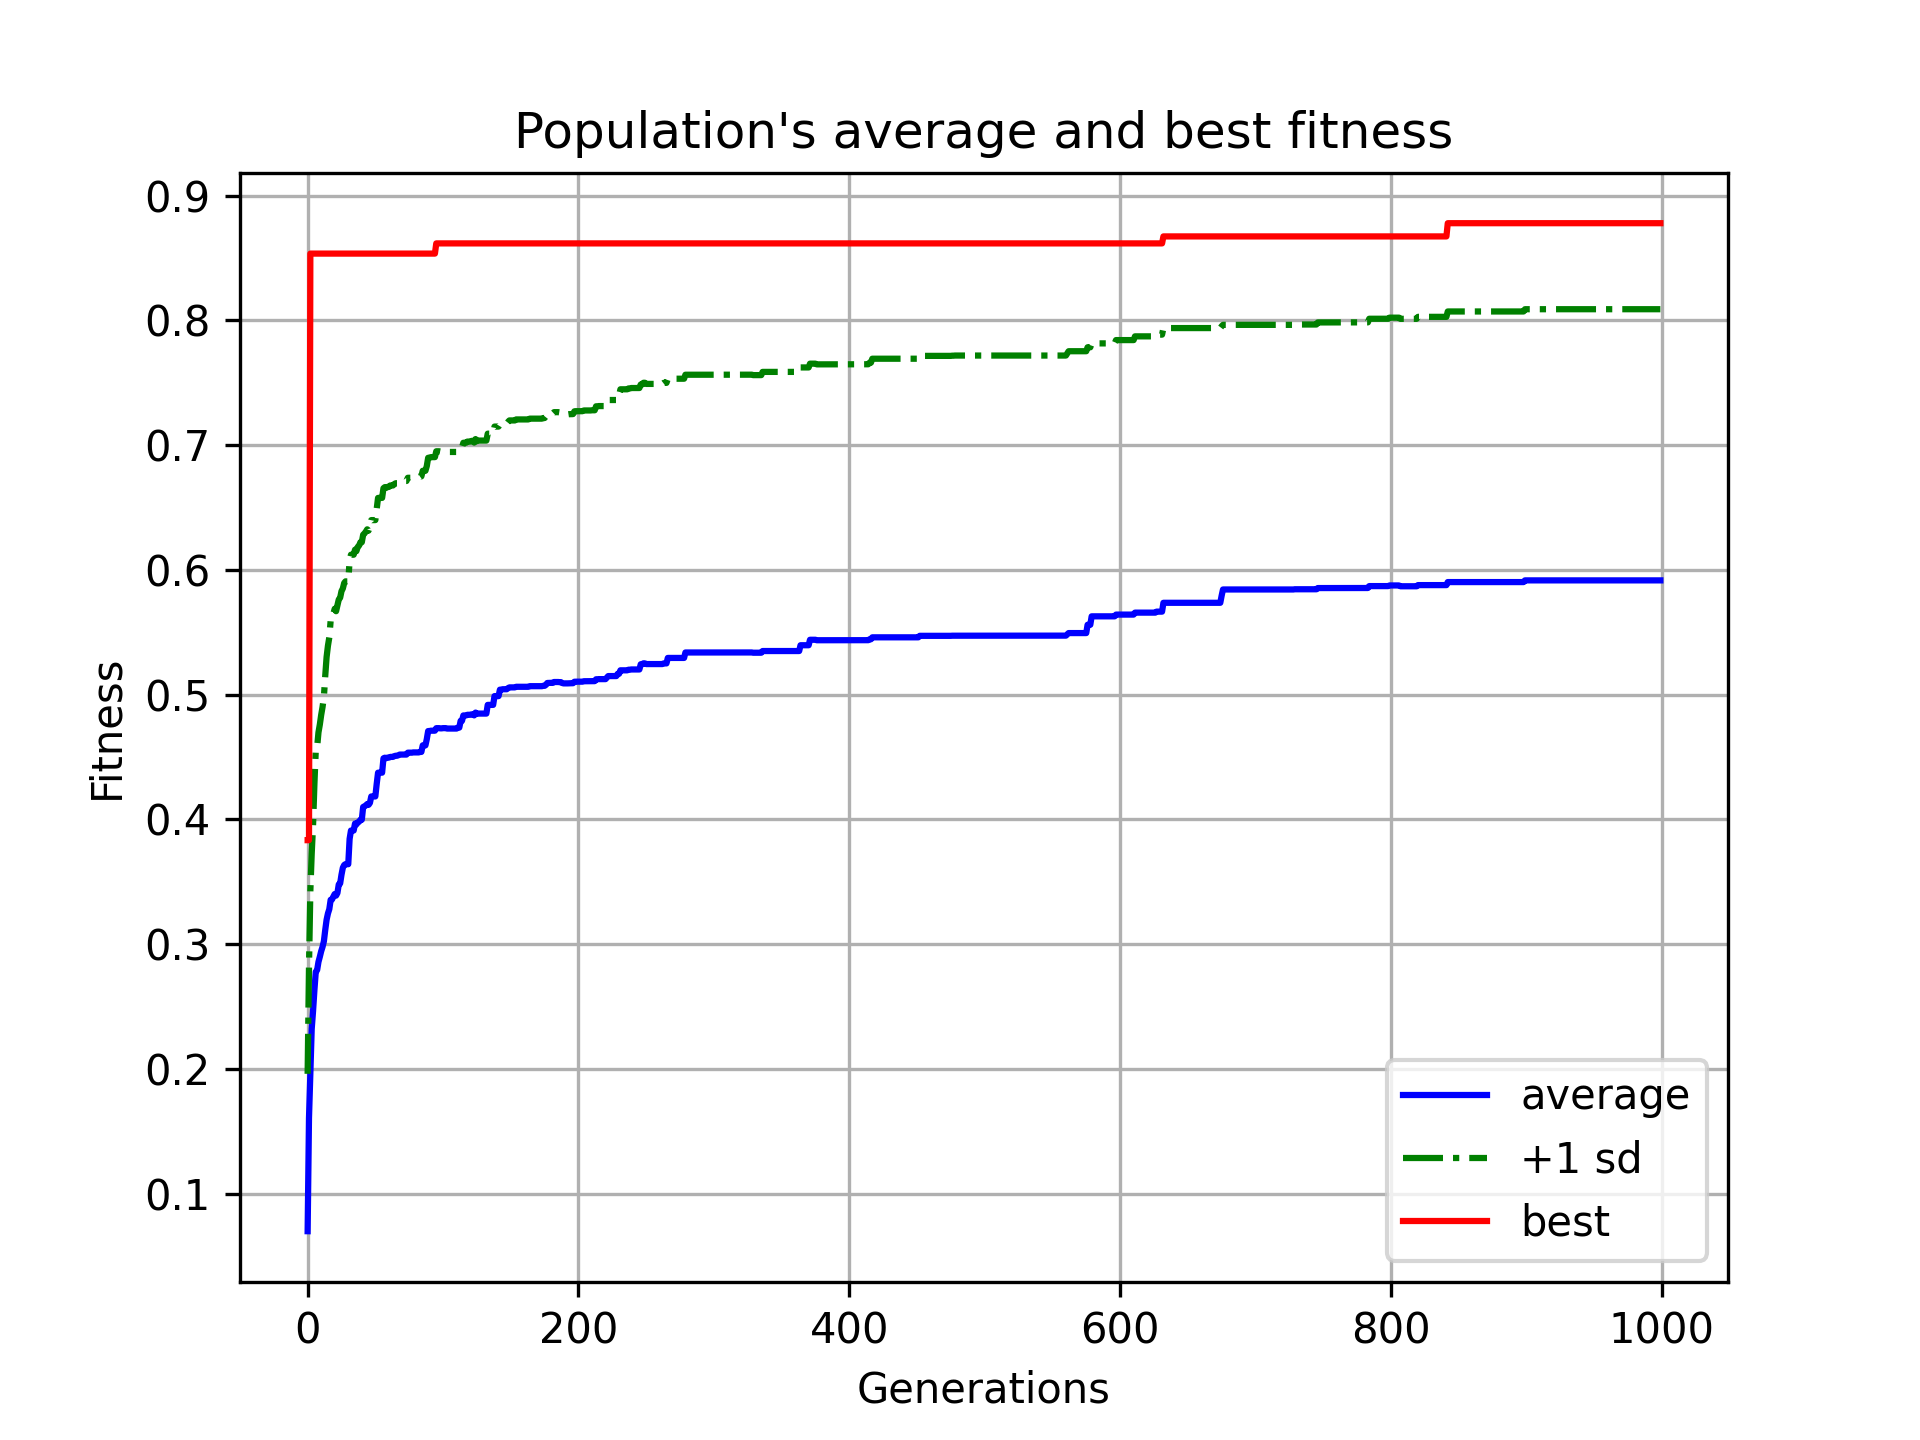 Population's average and best fitness
0.9
0.8
0.7
0.6
0.5
0.4
0.3
0.2
0.1
Fitness
average
+1 sd
best
0 200 400 600 800 1000
Generations